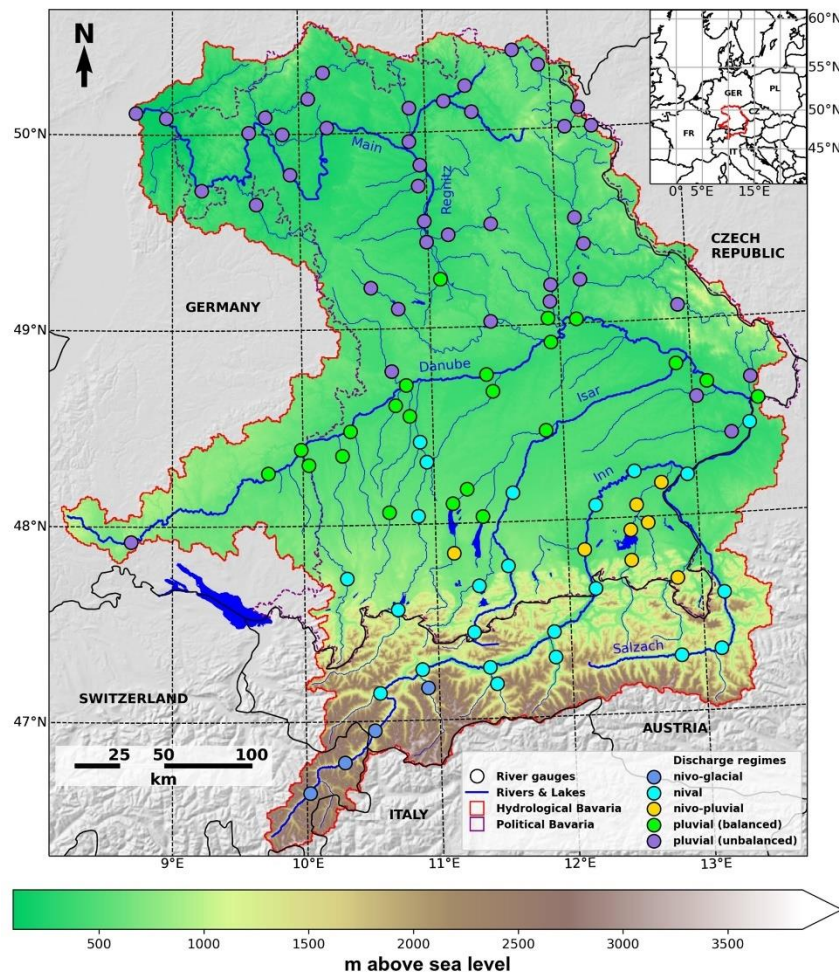 N
60°N
55°N
50°N
45°N
GER
PL
CZ
FR
IT
0°E
5°E
15°E
50°N
Main
Regnitz
CZECH
REPUBLIC
GERMANY
49°N
Danube
Isar
Inn
48°N
SWITZERLAND
Salzach
47°N
AUSTRIA
25 50 100
km
ITALY
River gauges
Rivers & Lakes
Hydrological Bavaria
Political Bavaria
Discharge regimes
nivo-glacial
nival
nivo-pluvial
pluvial (balanced)
pluvial (unbalanced)
9°E 10°E 11°E 12°E 13°E
500 1000 1500 2000 2500 3000 3500
m above sea level